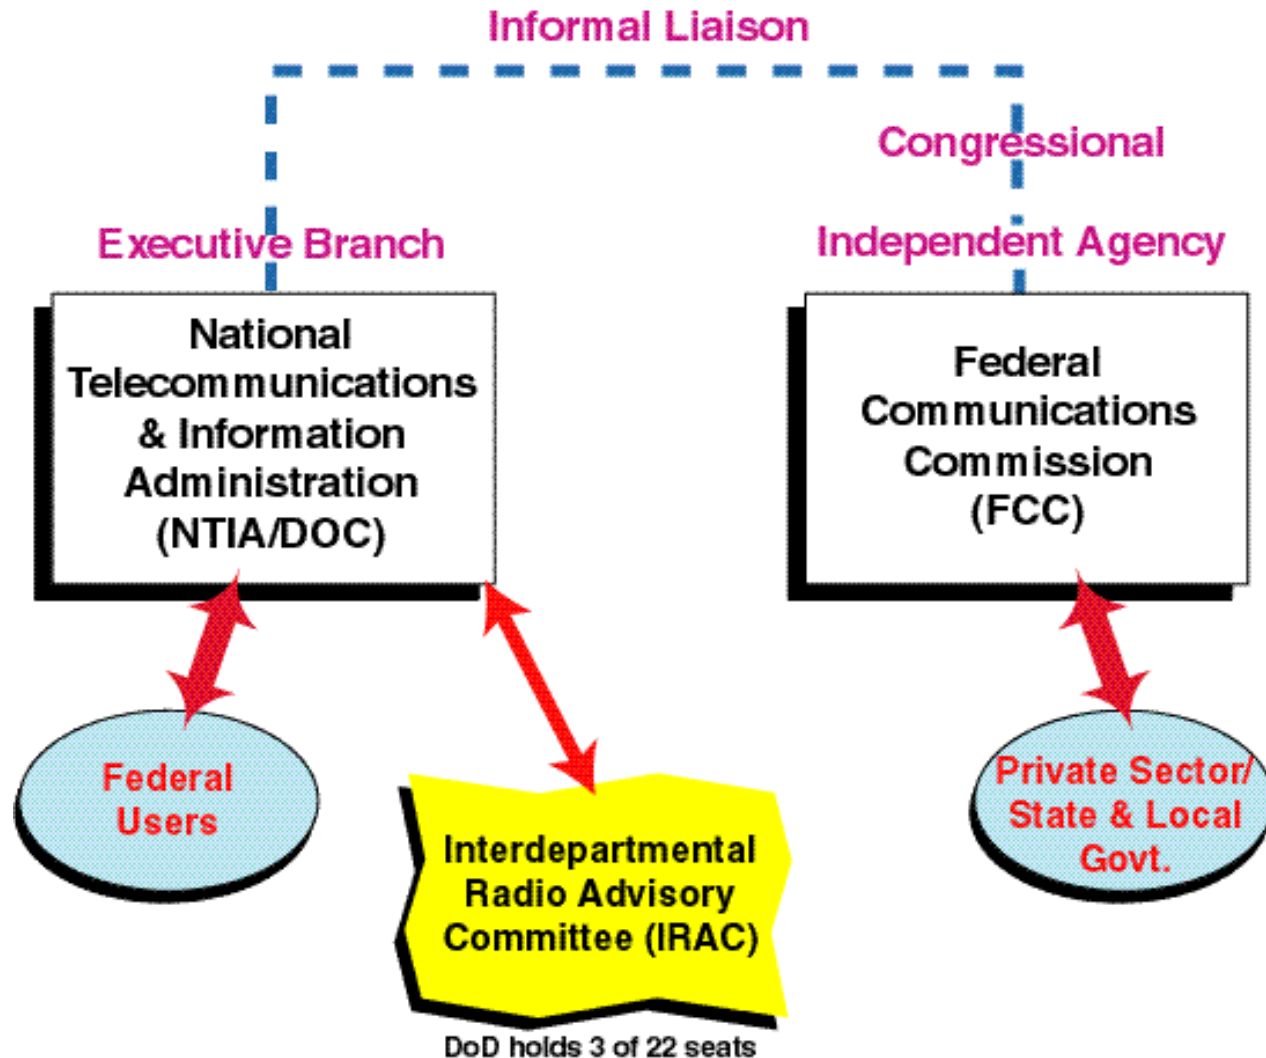 Informal Liaison
Congressional
Executive Branch
Independent Agency
National
Telecommunications
& Information
Administration
(NTIA/DOC)
Federal
Communications
Commission
(FCC)
Federal
Users
Interdepartmental
Radio Advisory
Committee (IRAC)
Private Sector/
State & Local
Govt.
DoD holds 3 of 22 seats